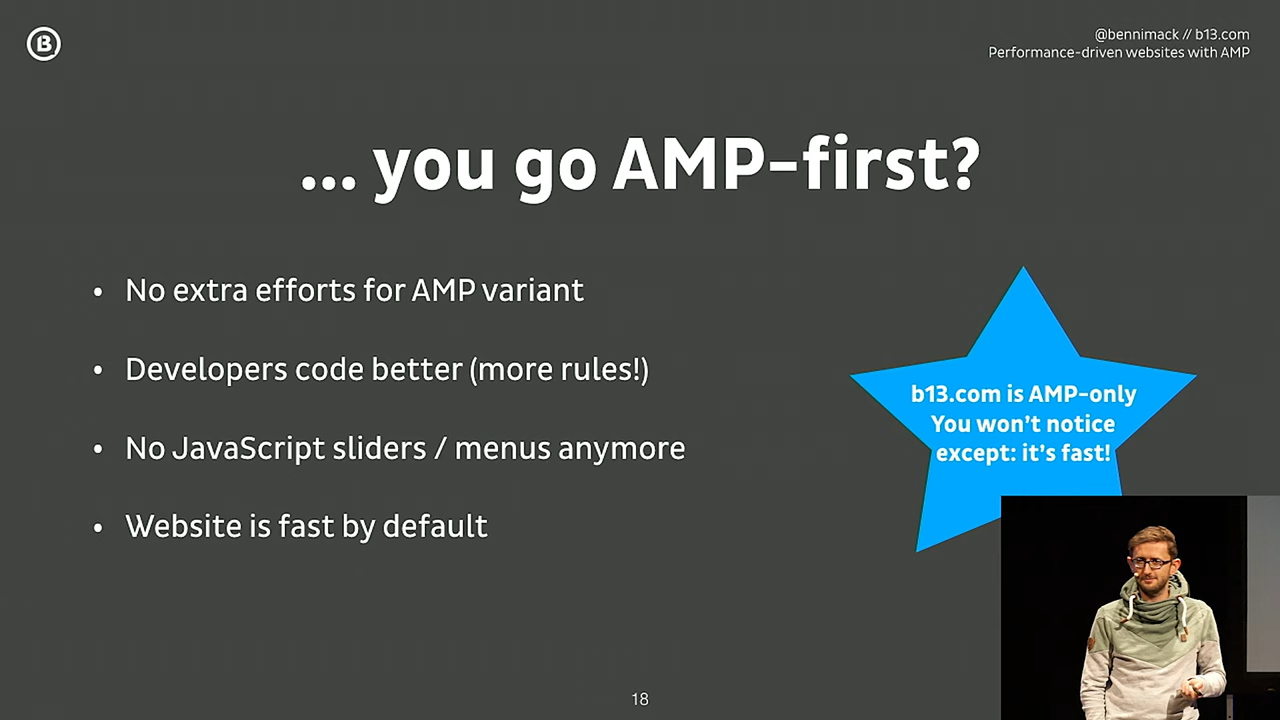 B
@bennimack // b13.com
Performance-driven websites with AMP
... you go AMP-first?
• No extra efforts for AMP variant
• Developers code better (more rules!)
• No JavaScript sliders / menus anymore
• Website is fast by default
b13.com is AMP-only
You won't notice
except: it's fast!
18